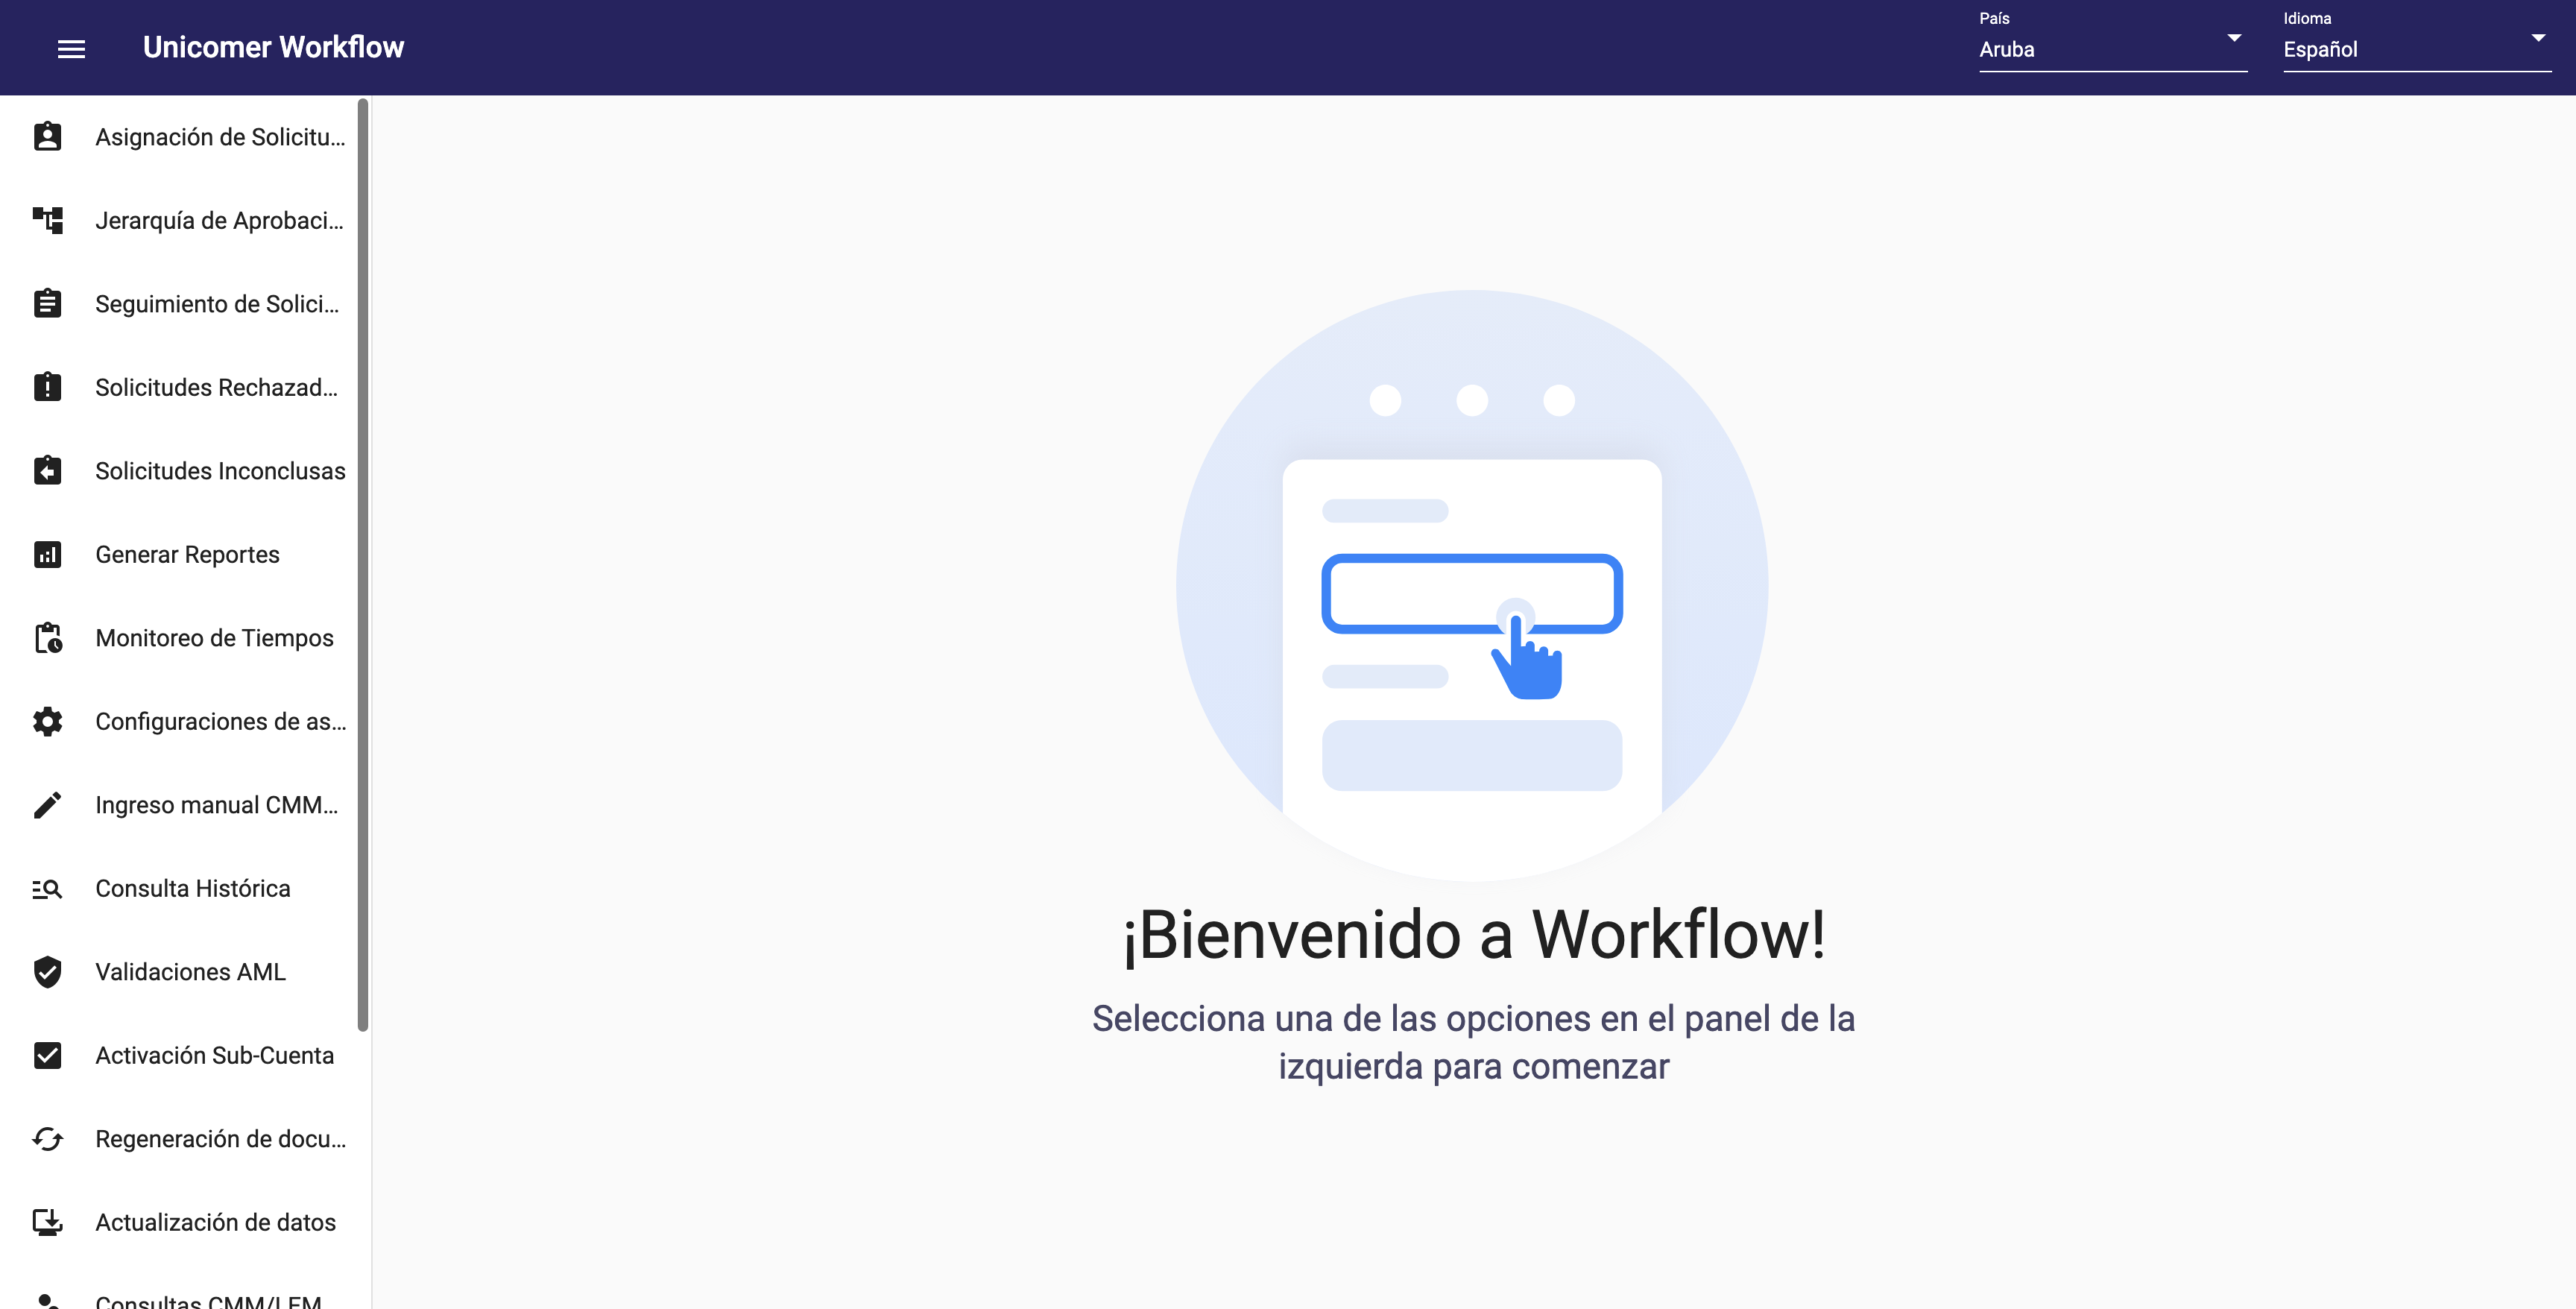 Unicomer Workflow
País
Aruba
Idioma
Español
Asignación de Solicitu...
Jerarquía de Aprobaci...
Seguimiento de Solici...
Solicitudes Rechazad...
Solicitudes Inconclusas
Generar Reportes
Monitoreo de Tiempos
Configuraciones de as...
Ingreso manual CMM...
Consulta Histórica
Validaciones AML
Activación Sub-Cuenta
Regeneración de docu...
Actualización de datos
Consultas CMM/LEM
¡Bienvenido a Workflow!
Selecciona una de las opciones en el panel de la
izquierda para comenzar